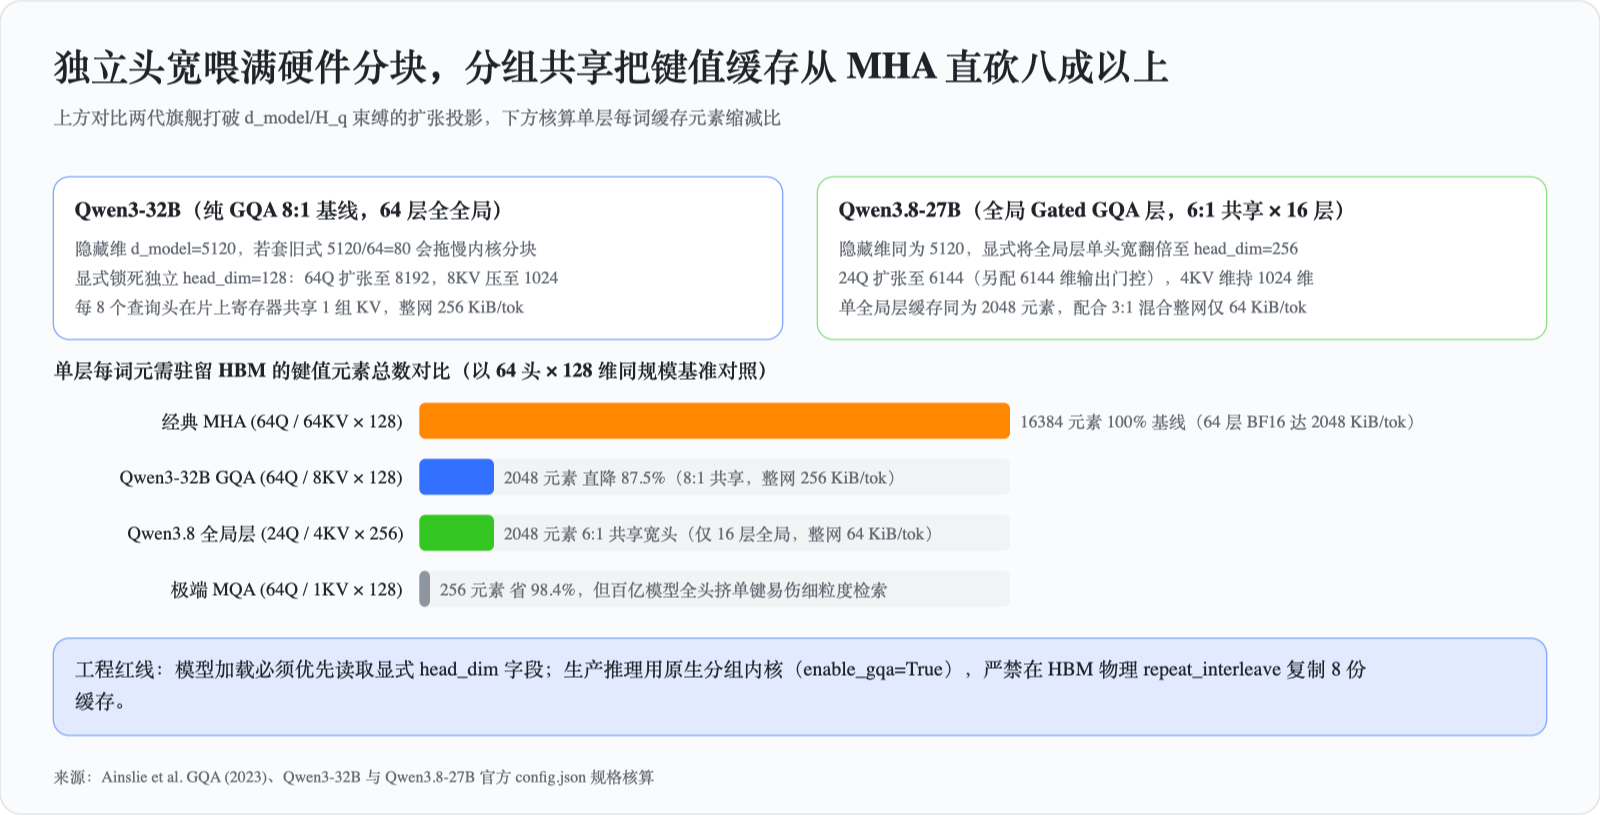 独立头宽喂满硬件分块，分组共享把键值缓存从 MHA 直砍八成以上
上方对比两代旗舰打破 d_model/H_q 束缚的扩张投影，下方核算单层每词缓存元素缩减比
Qwen3-32B（纯 GQA 8:1 基线，64 层全全局）
隐藏维 d_model=5120，若套旧式 5120/64=80 会拖慢内核分块
显式锁死独立 head_dim=128：64Q 扩张至 8192，8KV 压至 1024
每 8 个查询头在片上寄存器共享 1 组 KV，整网 256 KiB/tok
Qwen3.8-27B（全局 Gated GQA 层，6:1 共享 × 16 层）
隐藏维同为 5120，显式将全局层单头宽翻倍至 head_dim=256
24Q 扩张至 6144（另配 6144 维输出门控），4KV 维持 1024 维
单全局层缓存同为 2048 元素，配合 3:1 混合整网仅 64 KiB/tok
单层每词元需驻留 HBM 的键值元素总数对比（以 64 头 × 128 维同规模基准对照）
经典 MHA (64Q / 64KV × 128)
16384 元素 100% 基线（64 层 BF16 达 2048 KiB/tok）
Qwen3-32B GQA (64Q / 8KV × 128)
2048 元素 直降 87.5%（8:1 共享，整网 256 KiB/tok）
Qwen3.8 全局层 (24Q / 4KV × 256)
2048 元素 6:1 共享宽头（仅 16 层全局，整网 64 KiB/tok）
极端 MQA (64Q / 1KV × 128)
256 元素 省 98.4%，但百亿模型全头挤单键易伤细粒度检索
工程红线：模型加载必须优先读取显式 head_dim 字段；生产推理用原生分组内核（enable_gqa=True），严禁在 HBM 物理 repeat_interleave 复制 8 份
缓存。
来源：Ainslie et al. GQA (2023)、Qwen3-32B 与 Qwen3.8-27B 官方 config.json 规格核算